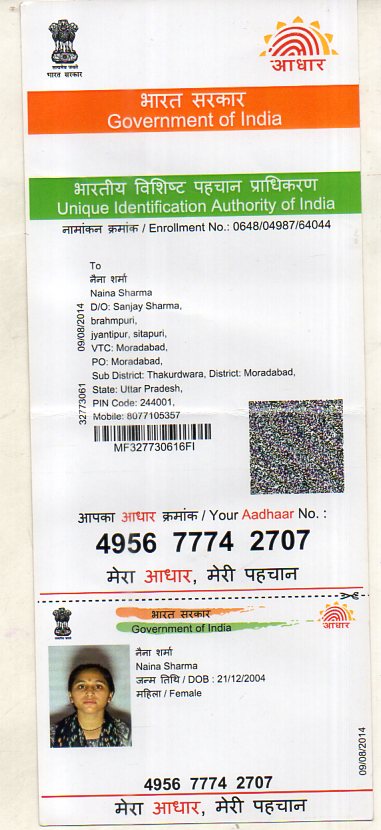 सत्यमेव जयते
भारत सरकार
आधार
भारत सरकार
Government of India
भारतीय विशिष्ट पहचान प्राधिकरण
Unique Identification Authority of India
नामांकन क्रमांक / Enrollment No.: 0648/04987/64044
To
नैना शर्मा
Naina Sharma
D/O: Sanjay Sharma,
brahmpuri,
jyantipur, sitapuri,
VTC: Moradabad,
PO: Moradabad,
Sub District: Thakurdwara, District: Moradabad,
State: Uttar Pradesh,
PIN Code: 244001,
Mobile: 8077105357
32773061 09/08/2014
MF327730616FI
आपका आधार क्रमांक / Your Aadhaar No. :
4956 7774 2707
मेरा आधार, मेरी पहचान
भारत सरकार
Government of India
आधार
नैना शर्मा
Naina Sharma
जन्म तिथि / DOB : 21/12/2004
महिला / Female
09/08/2014
4956 7774 2707
मेरा आधार, मेरी पहचान